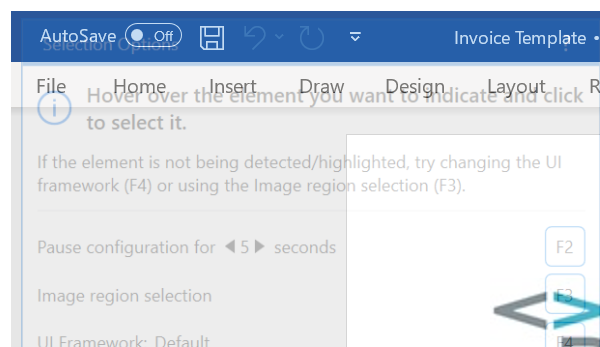 AutoSave Off Invoice Template •
Selection Options
File Home Insert Draw Design Layout R
Hover over the element you want to indicate and click
to select it.
If the element is not being detected/highlighted, try changing the UI
framework (F4) or using the Image region selection (F3).
Pause configuration for 5 seconds F2
Image region selection F3
UI Framework: Default F4